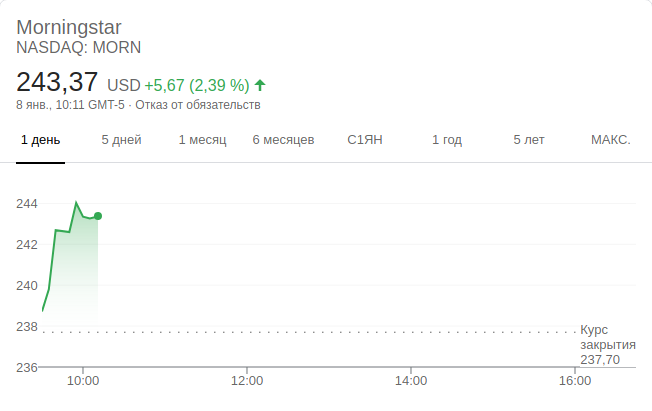 Morningstar
NASDAQ: MORN
243,37 USD +5,67 (2,39 %)
8 янв., 10:11 GMT-5 · Отказ от обязательств
1 день 5 дней 1 месяц 6 месяцев С1ЯН 1 год 5 лет МАКС.
244
242
240
238
Курс
закрытия
237,70
236
10:00 12:00 14:00 16:00